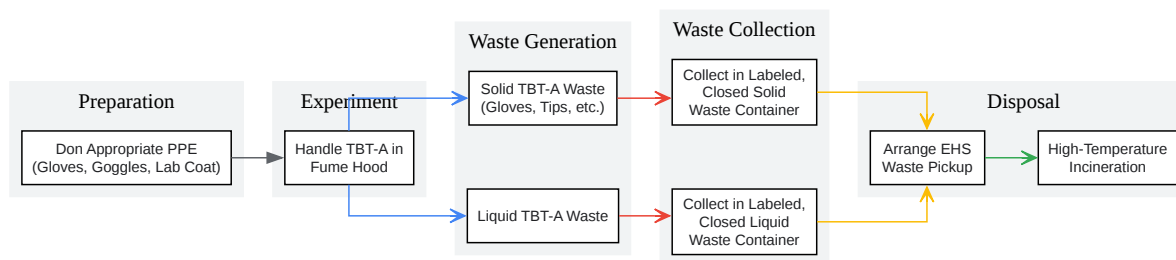 Preparation
Don Appropriate PPE
(Gloves, Goggles, Lab Coat)
Experiment
Handle TBT-A in
Fume Hood
Waste Generation
Solid TBT-A Waste
(Gloves, Tips, etc.)
Liquid TBT-A Waste
Waste Collection
Collect in Labeled,
Closed Solid
Waste Container
Collect in Labeled,
Closed Liquid
Waste Container
Disposal
Arrange EHS
Waste Pickup
High-Temperature
Incineration